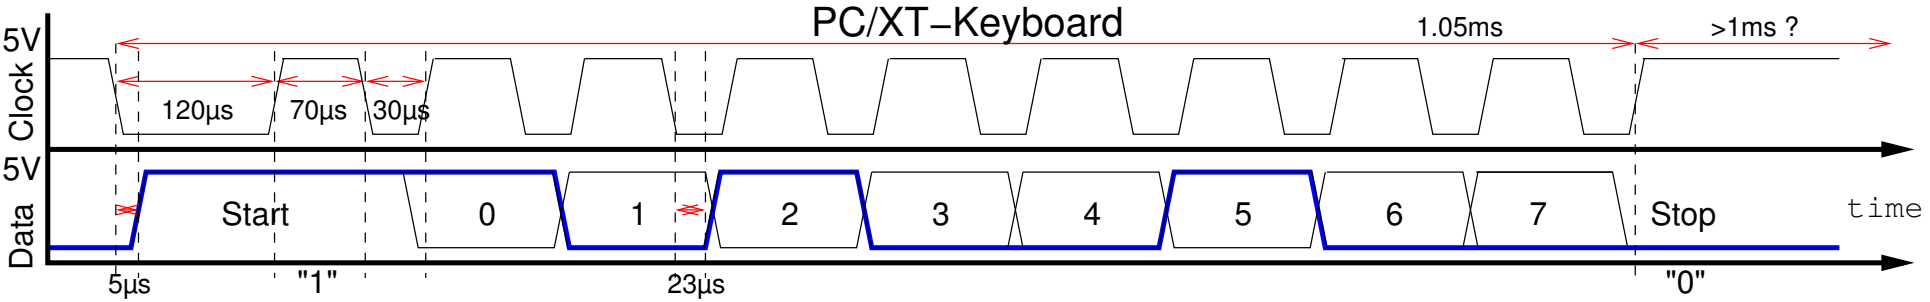 PC/XT−Keyboard
5V
1.05ms
>1ms ?
Clock
120µs
70µs
30µs
5V
Data
Start
0
1
2
3
4
5
6
7
Stop
time
5µs
"1"
23µs
"0"